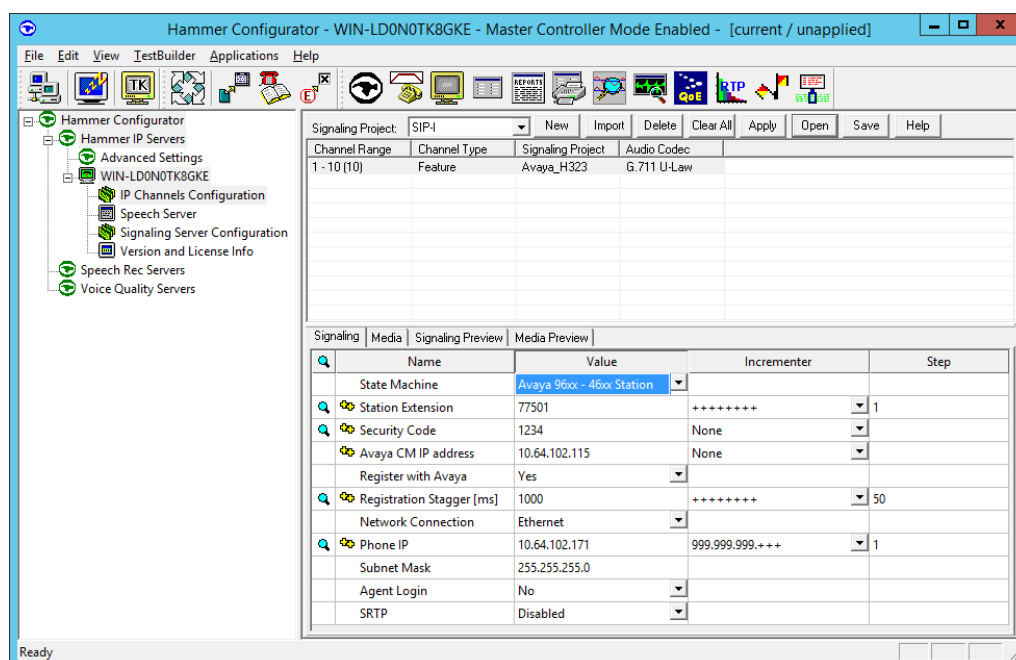 Hammer Configurator - WIN-LD0N0TK8GKE - Master Controller Mode Enabled - [current / unapplied]
File Edit View TestBuilder Applications Help
TK REPORTS QoE RTP
Hammer Configurator
Hammer IP Servers
Advanced Settings
WIN-LD0N0TK8GKE
IP Channels Configuration
Speech Server
Signaling Server Configuration
Version and License Info
Speech Rec Servers
Voice Quality Servers
Signaling Project: SIP-I New Import Delete Clear All Apply Open Save Help
Channel Range Channel Type Signaling Project Audio Codec
1 - 10 (10) Feature Avaya_H323 G.711 U-Law
Signaling Media Signaling Preview Media Preview
Name Value Incrementer Step
State Machine Avaya 96xx - 46xx Station
Station Extension 77501 ++++++++ 1
Security Code 1234 None
Avaya CM IP address 10.64.102.115 None
Register with Avaya Yes
Registration Stagger [ms] 1000 ++++++++ 50
Network Connection Ethernet
Phone IP 10.64.102.171 999.999.999.+++ 1
Subnet Mask 255.255.255.0
Agent Login No
SRTP Disabled
Ready